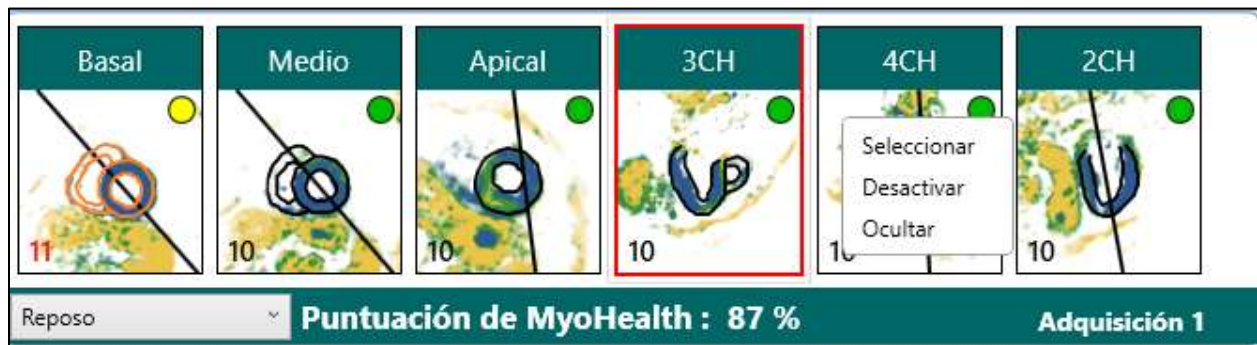 Basal
Medio
Apical
3CH
4CH
2CH
Seleccionar
Desactivar
Ocultar
11
10
10
10
10
10
Reposo
Puntuación de MyoHealth : 87 %
Adquisición 1